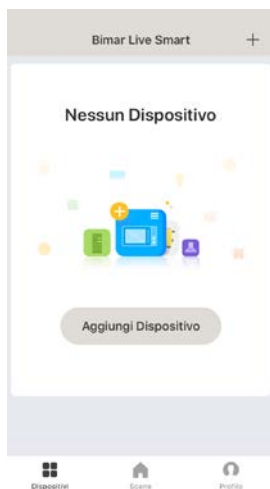 Bimar Live Smart +
Nessun Dispositivo
Aggiungi Dispositivo
Dispositivi Scene Profilo